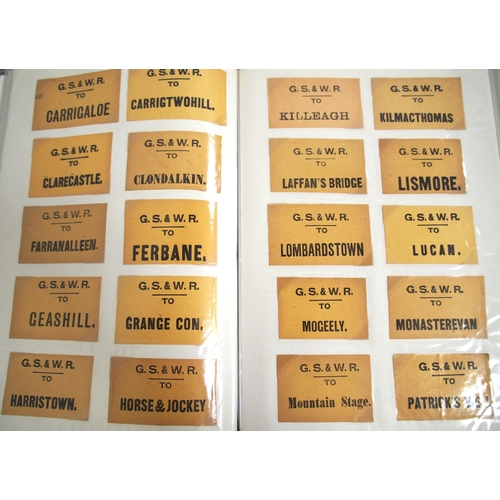 G.S.&W.R.
TO
CARRIGALOE
G.S.&W.R.
TO
CARRIGTWOHILL.
G.S.&W.R.
TO
CLARECASTLE.
G.S.&W.R.
TO
CLONDALKIN.
G.S.&W.R.
TO
FARRANALLEEN.
G.S.&W.R.
TO
FERBANE.
G.S.&W.R.
TO
GEASHILL.
G.S.&W.R.
TO
GRANGE CON.
G.S.&W.R.
TO
HARRISTOWN.
G.S.&W.R.
TO
HORSE & JOCKEY
G.S.&W.R.
TO
KILLEAGH
G.S.&W.R.
TO
KILMACTHOMAS
G.S.&W.R.
TO
LAFFAN'S BRIDGE
G.S.&W.R.
TO
LISMORE.
G.S.&W.R.
TO
LOMBARDSTOWN
G.S.&W.R.
TO
LUCAN.
G.S.&W.R.
TO
MOGEELY.
G.S.&W.R.
TO
MONASTEREVAN
G.S.&W.R.
TO
Mountain Stage.
G.S.&W.R.
TO
PATRICK'S